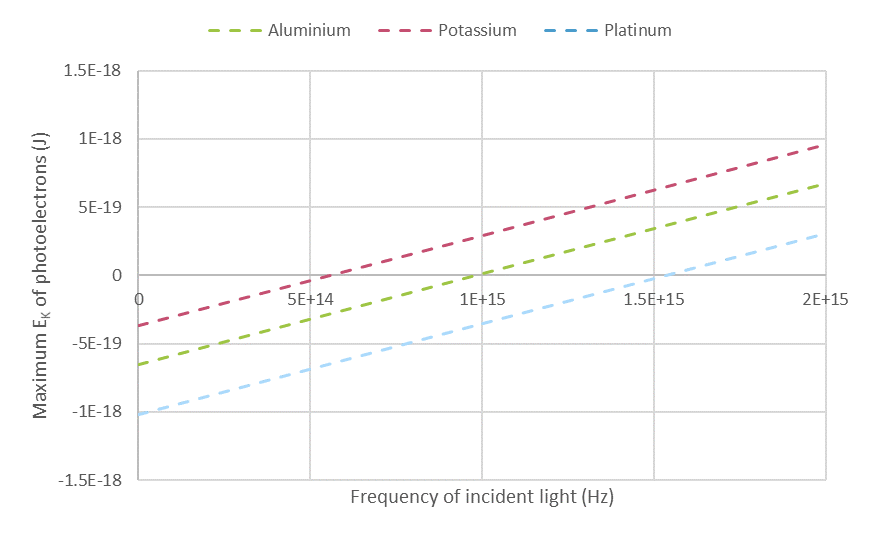 Aluminium Potassium Platinum
1.5E-18
1E-18
5E-19
0
-5E-19
-1E-18
-1.5E-18
0 5E+14 1E+15 1.5E+15 2E+15
Maximum EK of photoelectrons (J)
Frequency of incident light (Hz)